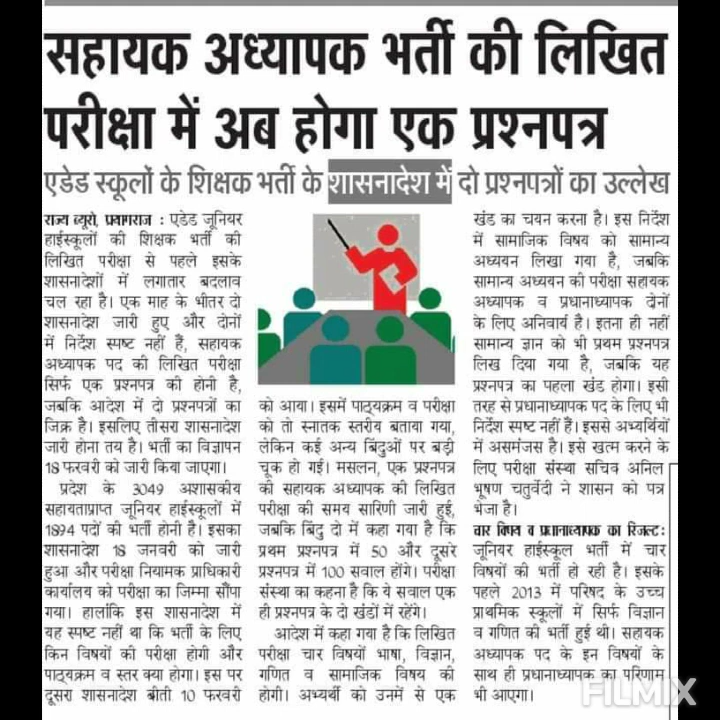 सहायक अध्यापक भर्ती की लिखित
परीक्षा में अब होगा एक प्रश्नपत्र
एडेड स्कूलों के शिक्षक भर्ती के शासनादेश में दो प्रश्नपत्रों का उल्लेख
राज्य ब्यूरो, प्रयागराज : एडेड जूनियर
हाईस्कूलों की शिक्षक भर्ती की
लिखित परीक्षा से पहले इसके
शासनादेशों में लगातार बदलाव
चल रहा है। एक माह के भीतर दो
शासनादेश जारी हुए और दोनों
में निर्देश स्पष्ट नहीं हैं, सहायक
अध्यापक पद की लिखित परीक्षा
सिर्फ एक प्रश्नपत्र की होनी है,
जबकि आदेश में दो प्रश्नपत्रों का
जिक्र है। इसलिए तीसरा शासनादेश
जारी होना तय है। भर्ती का विज्ञापन
18 फरवरी को जारी किया जाएगा।
प्रदेश के 3049 अशासकीय
सहायताप्राप्त जूनियर हाईस्कूलों में
1894 पदों की भर्ती होनी है। इसका
शासनादेश 18 जनवरी को जारी
हुआ और परीक्षा नियामक प्राधिकारी
कार्यालय को परीक्षा का जिम्मा सौंपा
गया। हालांकि इस शासनादेश में
यह स्पष्ट नहीं था कि भर्ती के लिए
किन विषयों की परीक्षा होगी और
पाठ्यक्रम व स्तर क्या होगा। इस पर
दूसरा शासनादेश बीती 10 फरवरी
को आया। इसमें पाठ्यक्रम व परीक्षा
को तो स्नातक स्तरीय बताया गया,
लेकिन कई अन्य बिंदुओं पर बड़ी
चूक हो गई। मसलन, एक प्रश्नपत्र
की सहायक अध्यापक की लिखित
परीक्षा की समय सारिणी जारी हुई,
जबकि बिंदु दो में कहा गया है कि
प्रथम प्रश्नपत्र में 50 और दूसरे
प्रश्नपत्र में 100 सवाल होंगे। परीक्षा
संस्था का कहना है कि ये सवाल एक
ही प्रश्नपत्र के दो खंडों में रहेंगे।
आदेश में कहा गया है कि लिखित
परीक्षा चार विषयों भाषा, विज्ञान,
गणित व सामाजिक विषय की
होगी। अभ्यर्थी को उनमें से एक
खंड का चयन करना है। इस निर्देश
में सामाजिक विषय को सामान्य
अध्ययन लिखा गया है, जबकि
सामान्य अध्ययन की परीक्षा सहायक
अध्यापक व प्रधानाध्यापक दोनों
के लिए अनिवार्य है। इतना ही नहीं
सामान्य ज्ञान को भी प्रथम प्रश्नपत्र
लिख दिया गया है, जबकि यह
प्रश्नपत्र का पहला खंड होगा। इसी
तरह से प्रधानाध्यापक पद के लिए भी
निर्देश स्पष्ट नहीं हैं। इससे अभ्यर्थियों
में असमंजस है। इसे खत्म करने के
लिए परीक्षा संस्था सचिव अनिल
भूषण चतुर्वेदी ने शासन को पत्र
भेजा है।
चार विषय व प्रधानाध्यापक का रिजल्ट:
जूनियर हाईस्कूल भर्ती में चार
विषयों की भर्ती हो रही है। इसके
पहले 2013 में परिषद के उच्च
प्राथमिक स्कूलों में सिर्फ विज्ञान
व गणित की भर्ती हुई थी। सहायक
अध्यापक पद के इन विषयों के
साथ ही प्रधानाध्यापक का परिणाम
भी आएगा।
FILMIX